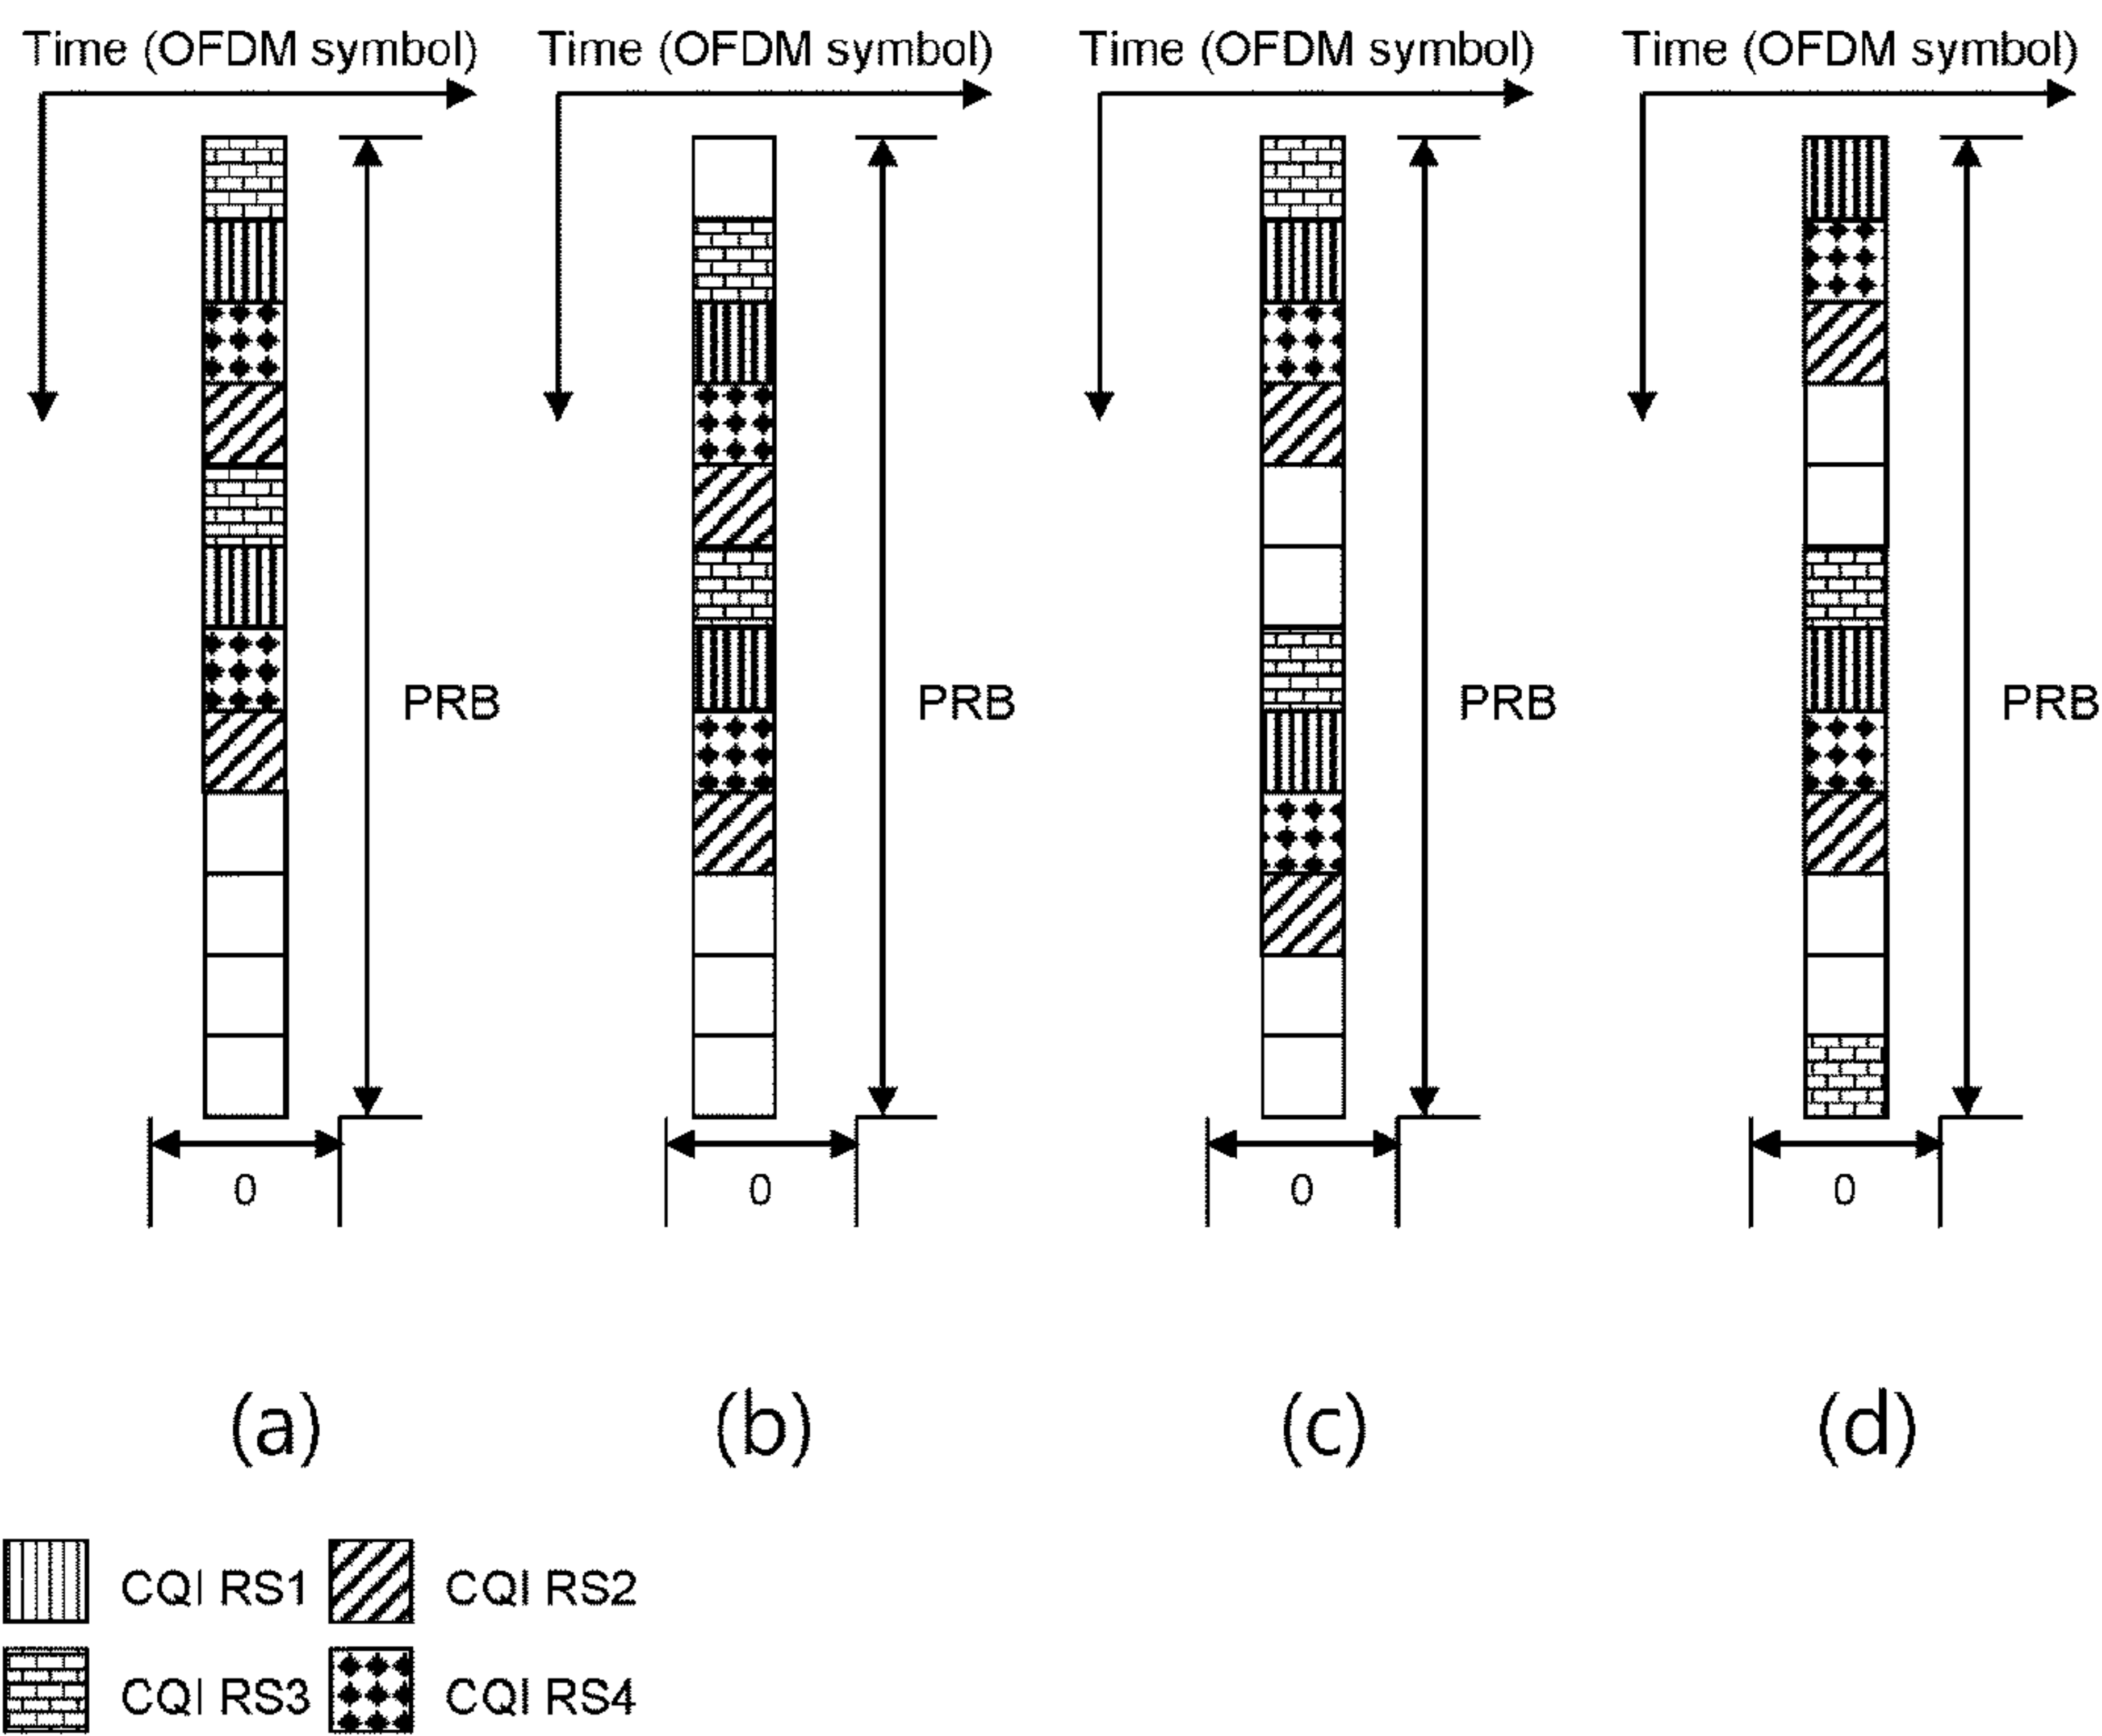 Time (OFDM symbol) Time (OFDM symbol) Time (OFDM symbol) Time (OFDM symbol)
PRB PRB PRB PRB
0 0 0 0
(a) (b) (c) (d)
CQI RS1 CQI RS2
CQI RS3 CQI RS4